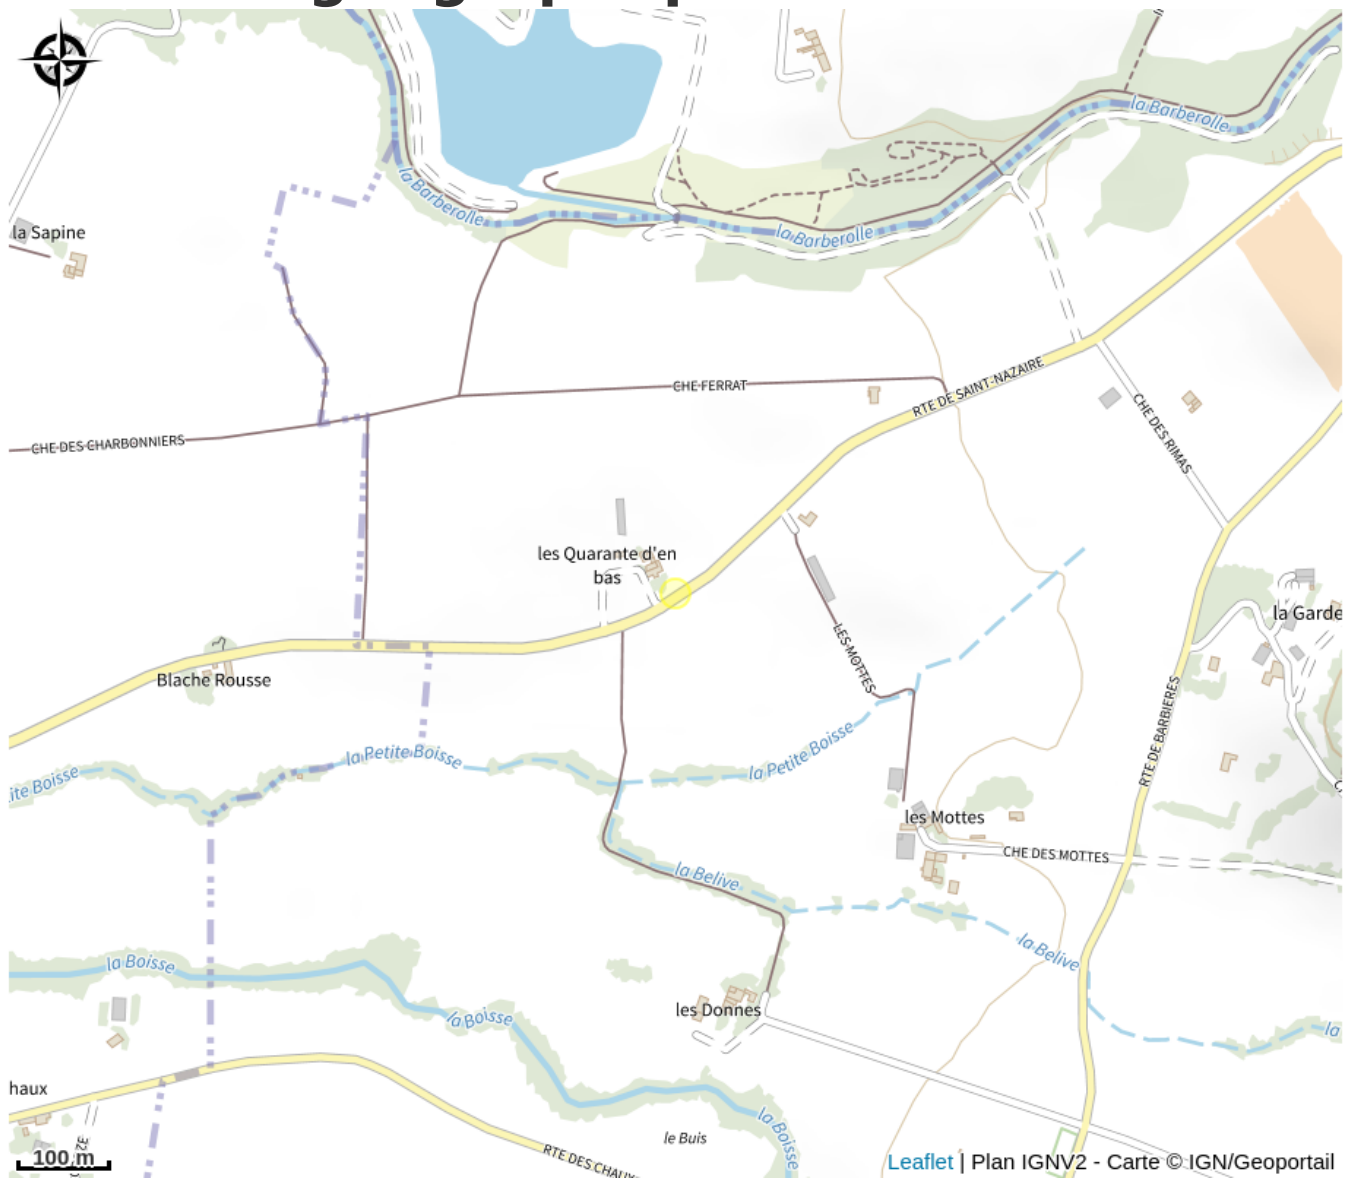 la Barberolle
la Barberolle
la Sapine
la Barberolle
RTE DE SAINT-NAZAIRE
CHE FERRAT
CHE DES RIMAS
CHE DES CHARBONNIERS
les Quarante d'en
bas
la Garde
LES MOTTES
Blache Rousse
RTE DE BARBIERES
la Petite Boisse
la Petite Boisse
ite Boisse
les Mottes
CHE DES MOTTES
la Belive
la Belive
la Boisse
les Donnes
la Boisse
la
haux
la Boisse
le Buis
RTE DES CHAUX
100 m
Leaflet | Plan IGNV2 - Carte © IGN/Geoportail